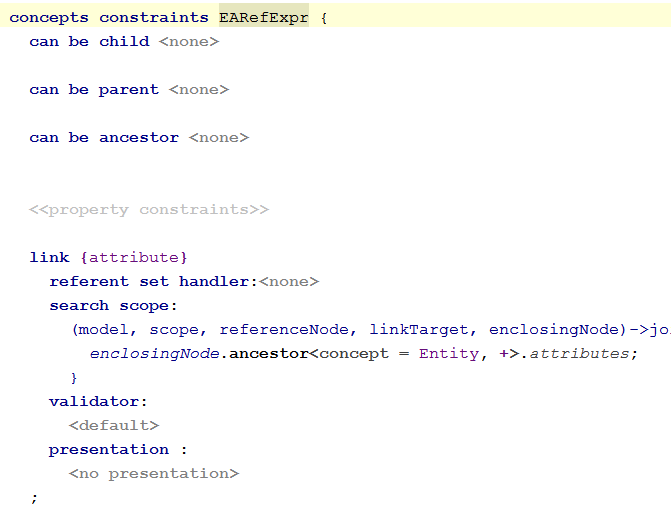 concepts constraints EARefExpr {
can be child <none>
can be parent <none>
can be ancestor <none>
<<property constraints>>
link {attribute}
referent set handler:<none>
search scope:
(model, scope, referenceNode, linkTarget, enclosingNode)->jo
enclosingNode.ancestor<concept = Entity, +>.attributes;
}
validator:
<default>
presentation :
<no presentation>
;